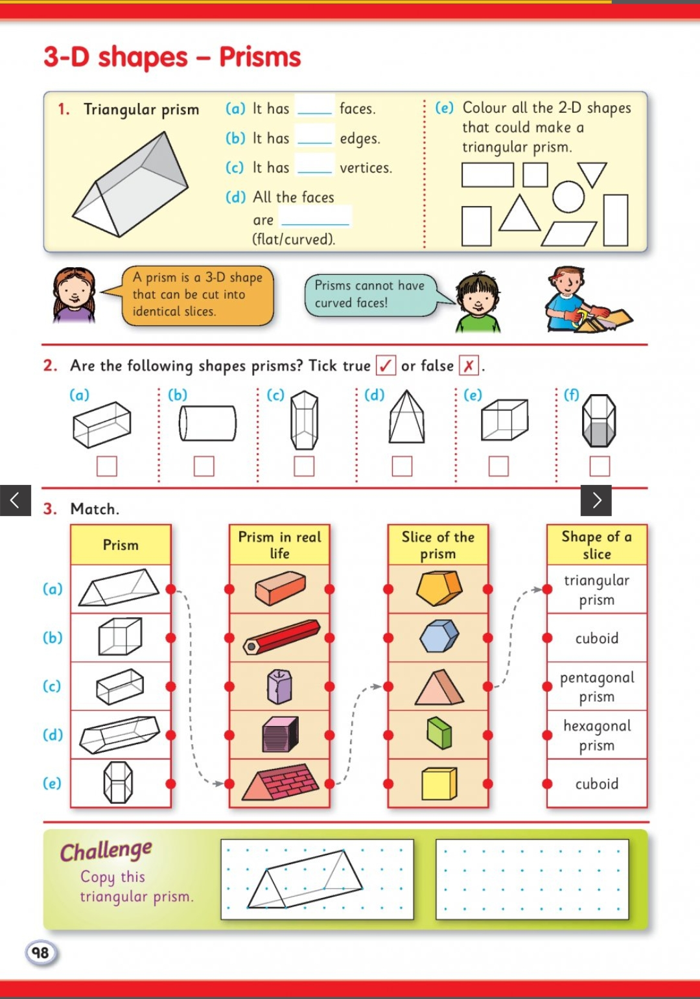 3-D shapes – Prisms
1. Triangular prism
(a) It has ____ faces.
(b) It has ____ edges.
(c) It has ____ vertices.
(d) All the faces
are ________
(flat/curved).
(e) Colour all the 2-D shapes
that could make a
triangular prism.
A prism is a 3-D shape
that can be cut into
identical slices.
Prisms cannot have
curved faces!
2. Are the following shapes prisms? Tick true ✓ or false ✗.
(a) (b) (c) (d) (e) (f)
3. Match.
Prism
Prism in real
life
Slice of the
prism
Shape of a
slice
(a)
triangular
prism
(b)
cuboid
(c)
pentagonal
prism
(d)
hexagonal
prism
(e)
cuboid
Challenge
Copy this
triangular prism.
98